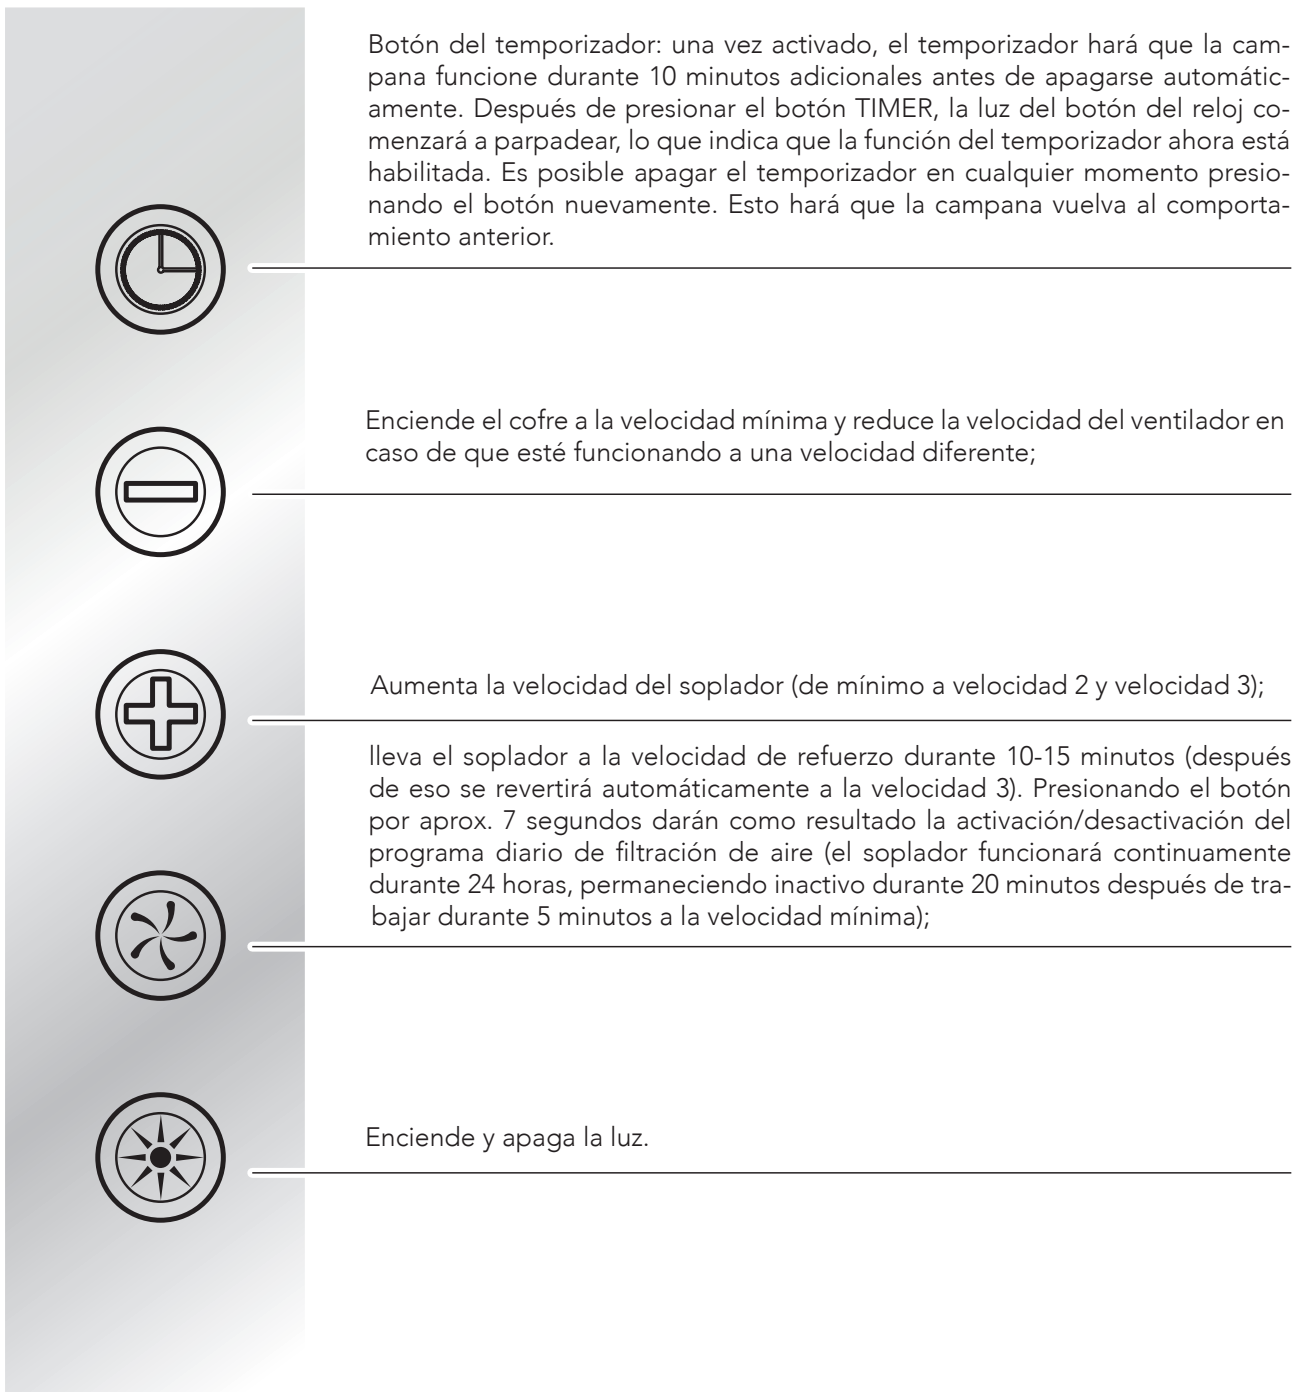 Botón del temporizador: una vez activado, el temporizador hará que la cam-
pana funcione durante 10 minutos adicionales antes de apagarse automátic-
amente. Después de presionar el botón TIMER, la luz del botón del reloj co-
menzará a parpadear, lo que indica que la función del temporizador ahora está
habilitada. Es posible apagar el temporizador en cualquier momento presio-
nando el botón nuevamente. Esto hará que la campana vuelva al comporta-
miento anterior.
Enciende el cofre a la velocidad mínima y reduce la velocidad del ventilador en
caso de que esté funcionando a una velocidad diferente;
Aumenta la velocidad del soplador (de mínimo a velocidad 2 y velocidad 3);
lleva el soplador a la velocidad de refuerzo durante 10-15 minutos (después
de eso se revertirá automáticamente a la velocidad 3). Presionando el botón
por aprox. 7 segundos darán como resultado la activación/desactivación del
programa diario de filtración de aire (el soplador funcionará continuamente
durante 24 horas, permaneciendo inactivo durante 20 minutos después de tra-
bajar durante 5 minutos a la velocidad mínima);
Enciende y apaga la luz.